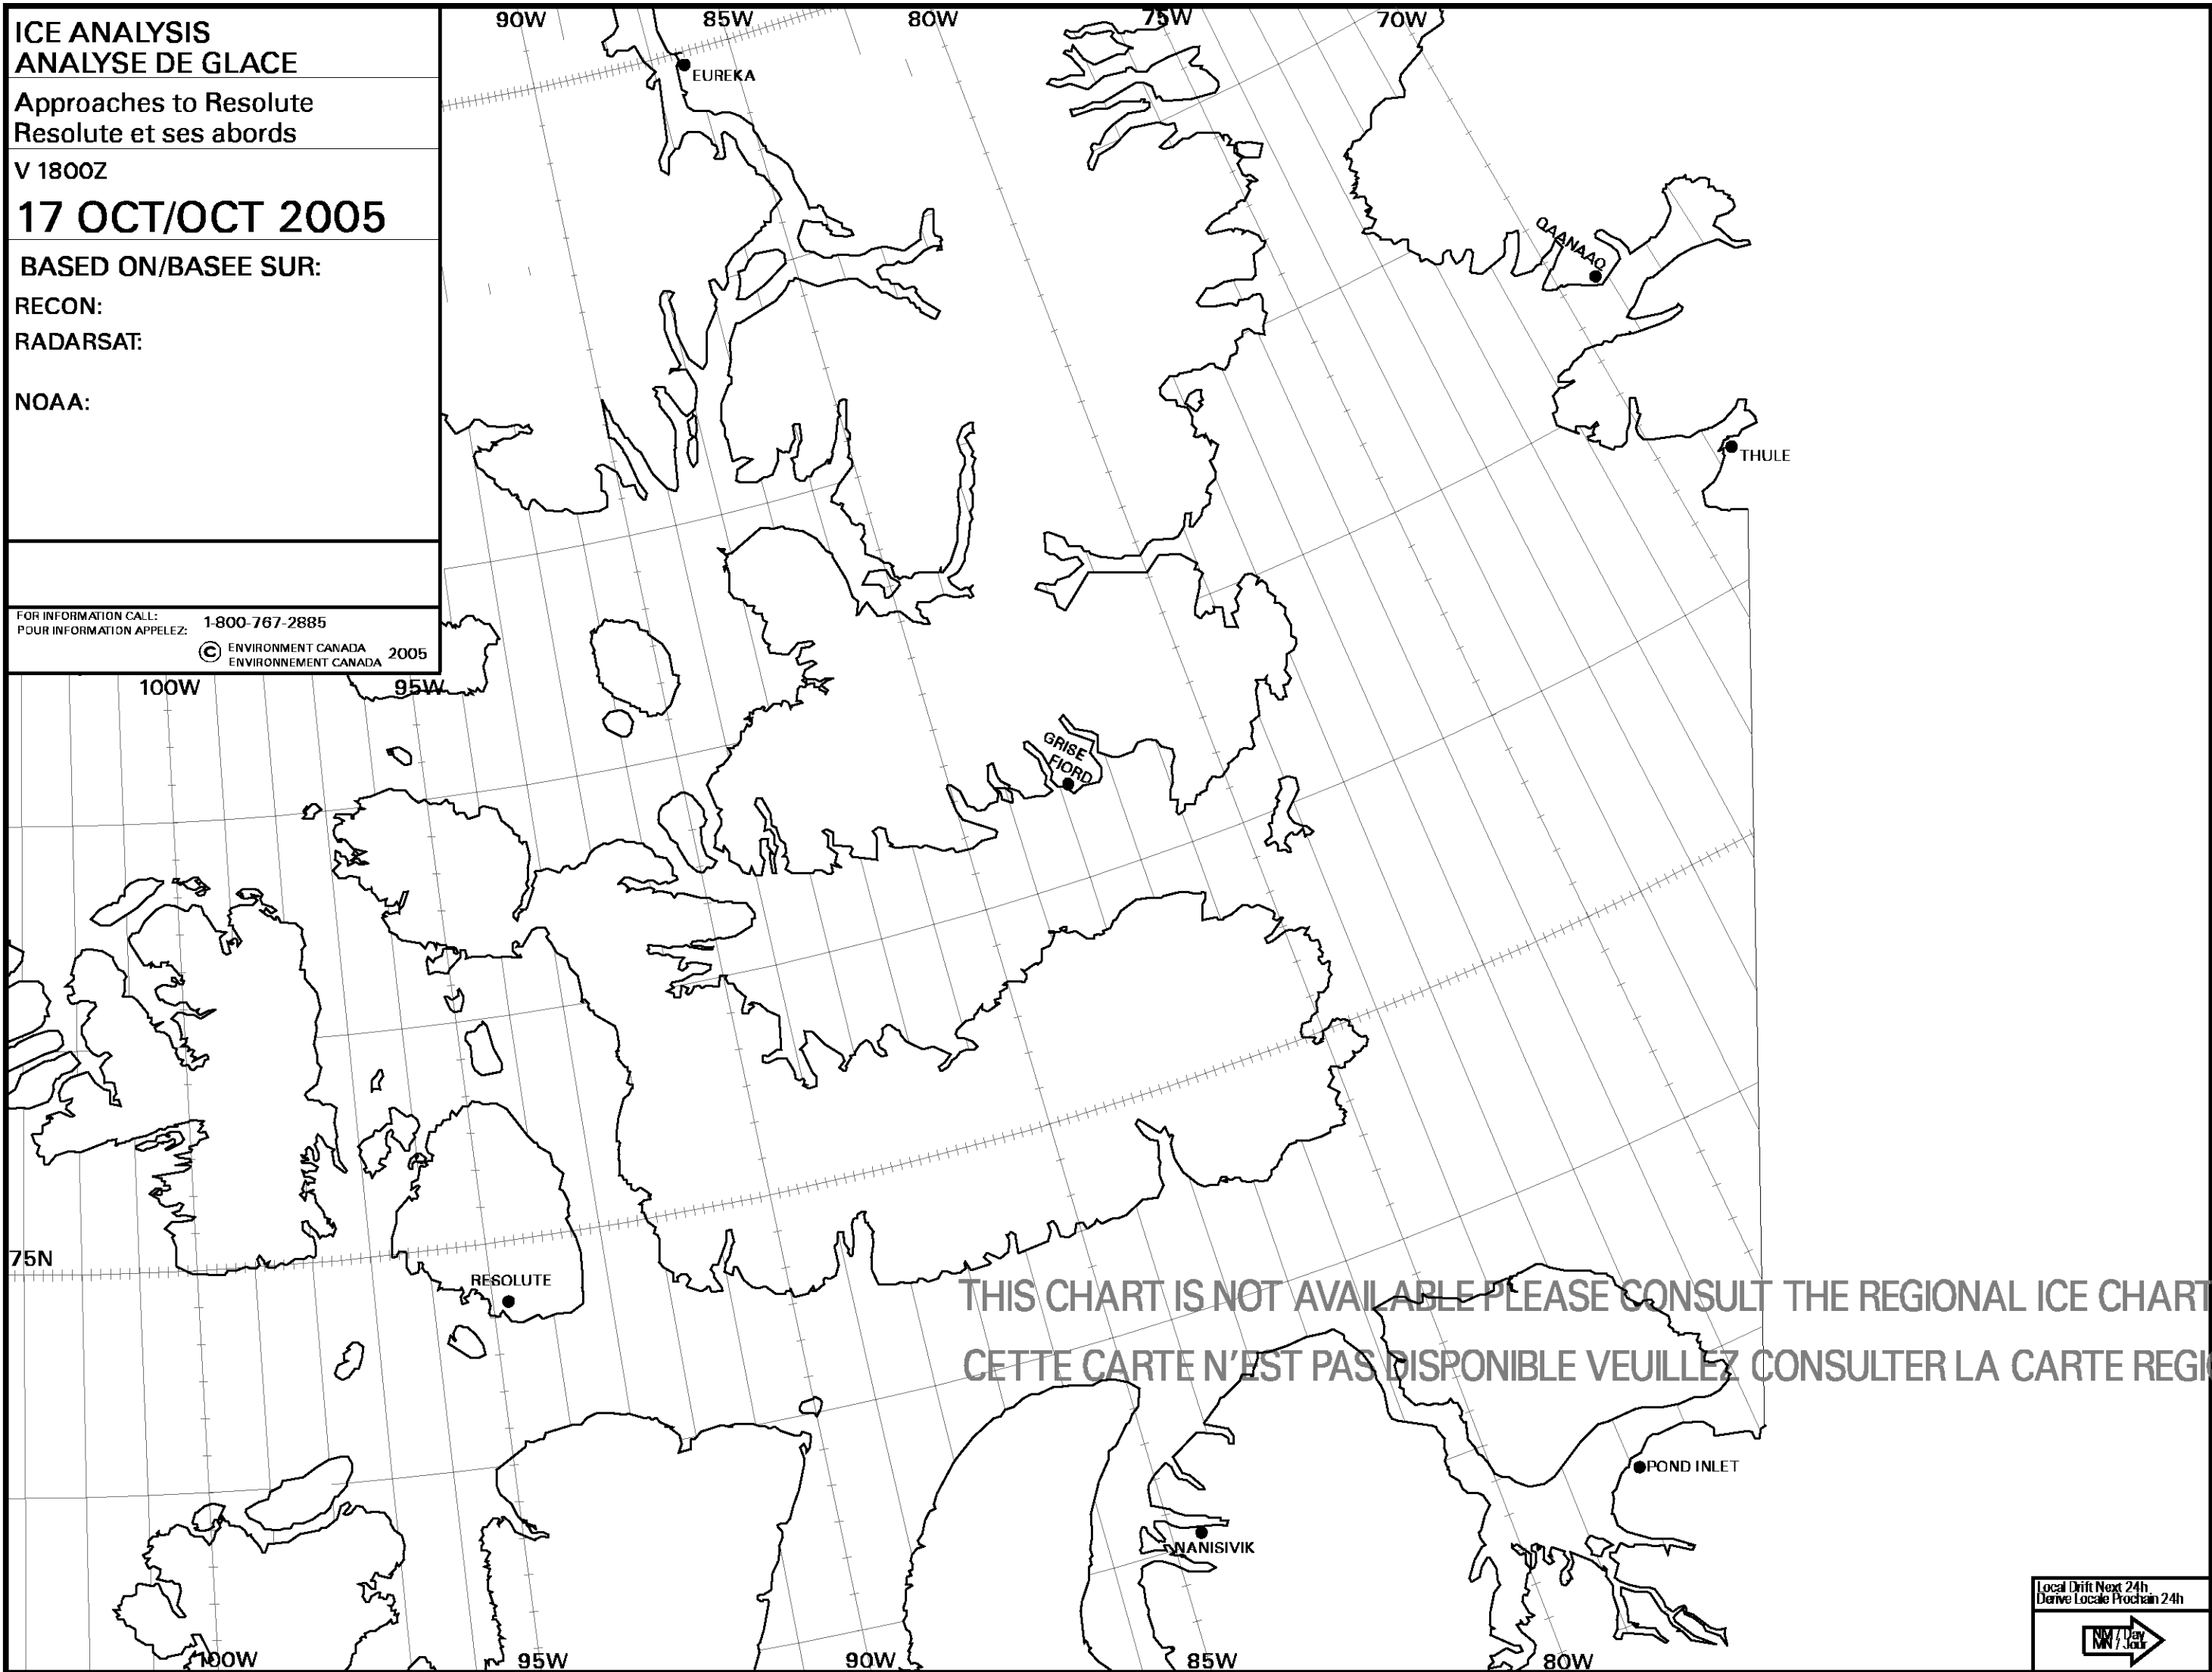 ICE ANALYSIS
ANALYSE DE GLACE
Approaches to Resolute
Resolute et ses abords
V 1800Z
17 OCT/OCT 2005
BASED ON/BASEE SUR:
RECON:
RADARSAT:
NOAA:
FOR INFORMATION CALL:
POUR INFORMATION APPELEZ:
1-800-767-2885
© ENVIRONMENT CANADA
ENVIRONNEMENT CANADA
2005
90W 85W 80W 75W 70W
EUREKA
QAANAAQ
THULE
100W 95W
GRISE
FIORD
75N
RESOLUTE
THIS CHART IS NOT AVAILABLE PLEASE CONSULT THE REGIONAL ICE CHART
CETTE CARTE N'EST PAS DISPONIBLE VEUILLEZ CONSULTER LA CARTE REGI
POND INLET
NANISIVIK
100W 95W 90W 85W 80W
Local Drift Next 24h
Derive Locale Prochain 24h
NM / Day
MN / Jour